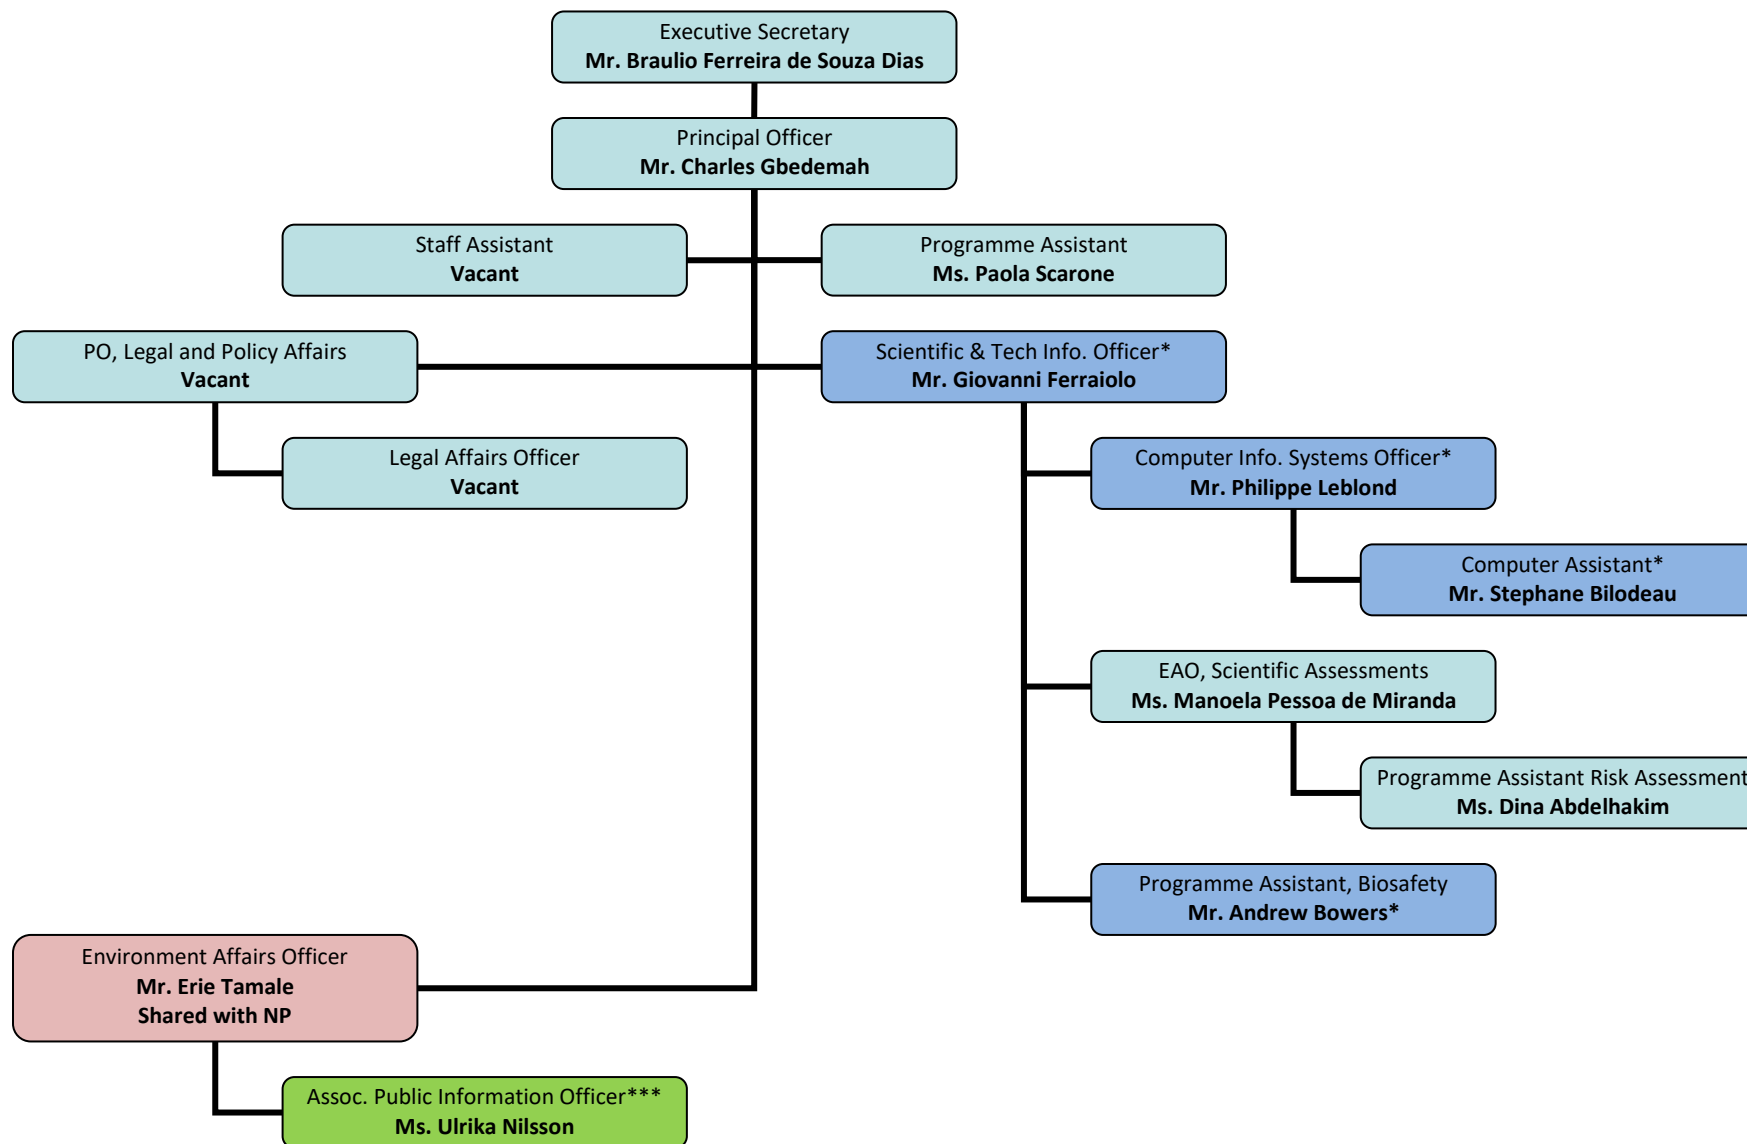 Executive Secretary
Mr. Braulio Ferreira de Souza Dias
Principal Officer
Mr. Charles Gbedemah
Staff Assistant
Vacant
Programme Assistant
Ms. Paola Scarone
PO, Legal and Policy Affairs
Vacant
Scientific & Tech Info. Officer*
Mr. Giovanni Ferraiolo
Legal Affairs Officer
Vacant
Computer Info. Systems Officer*
Mr. Philippe Leblond
Computer Assistant*
Mr. Stephane Bilodeau
EAO, Scientific Assessments
Ms. Manoela Pessoa de Miranda
Programme Assistant Risk Assessment
Ms. Dina Abdelhakim
Programme Assistant, Biosafety
Mr. Andrew Bowers*
Environment Affairs Officer
Mr. Erie Tamale
Shared with NP
Assoc. Public Information Officer***
Ms. Ulrika Nilsson